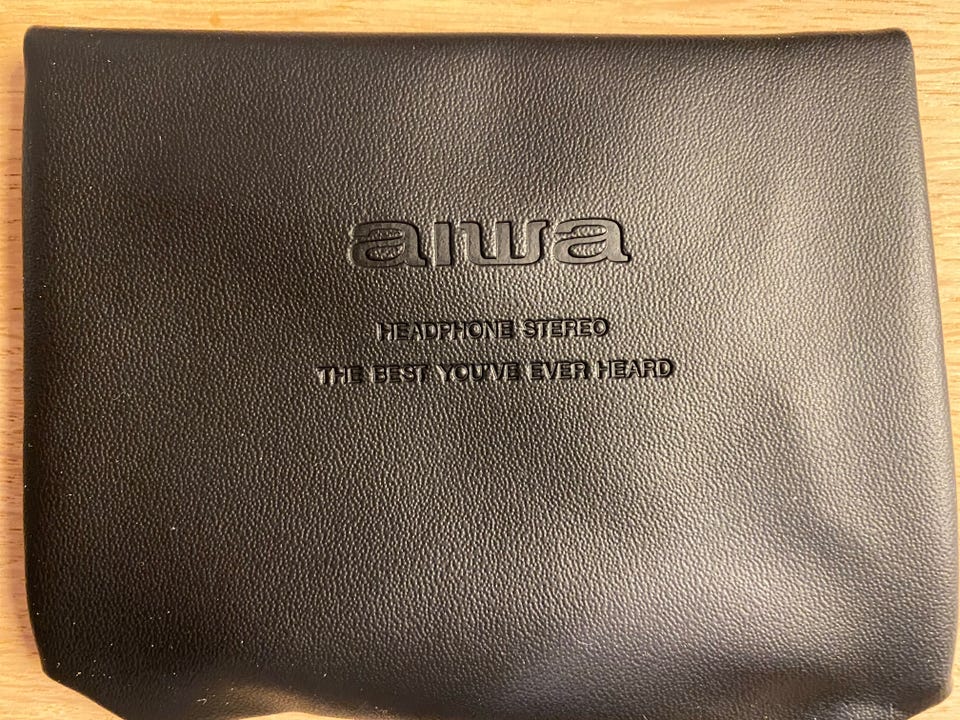 aiwa
HEADPHONE STEREO
THE BEST YOU'VE EVER HEARD